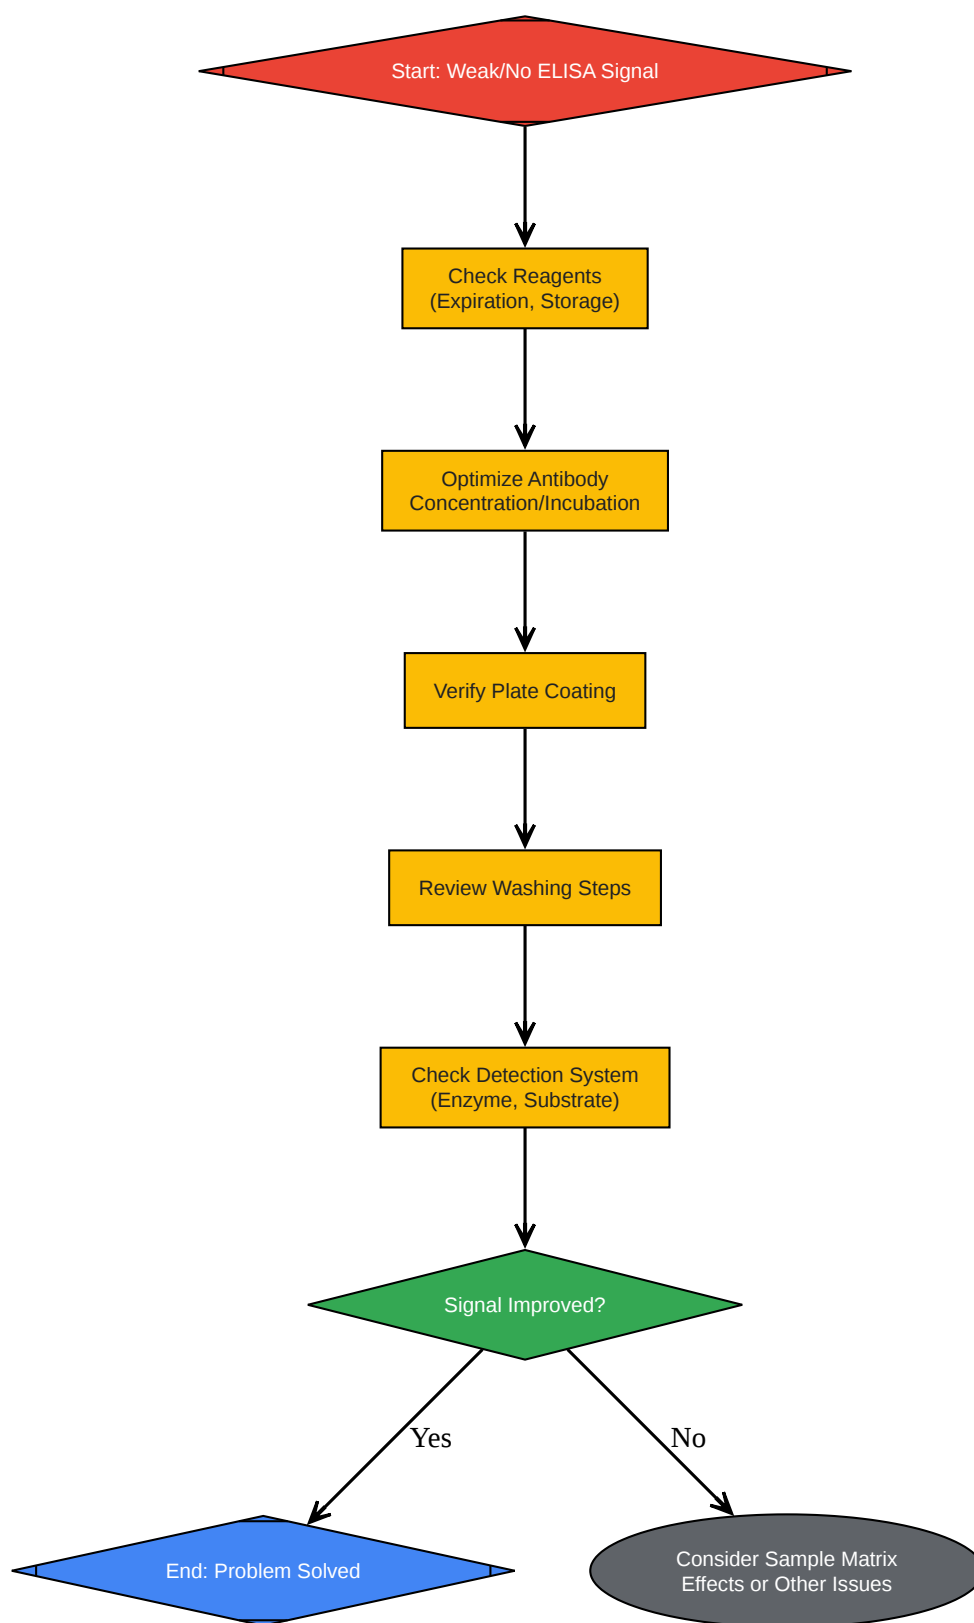 Start: Weak/No ELISA Signal
Check Reagents
(Expiration, Storage)
Optimize Antibody
Concentration/Incubation
Verify Plate Coating
Review Washing Steps
Check Detection System
(Enzyme, Substrate)
Signal Improved?
Yes
No
End: Problem Solved
Consider Sample Matrix
Effects or Other Issues